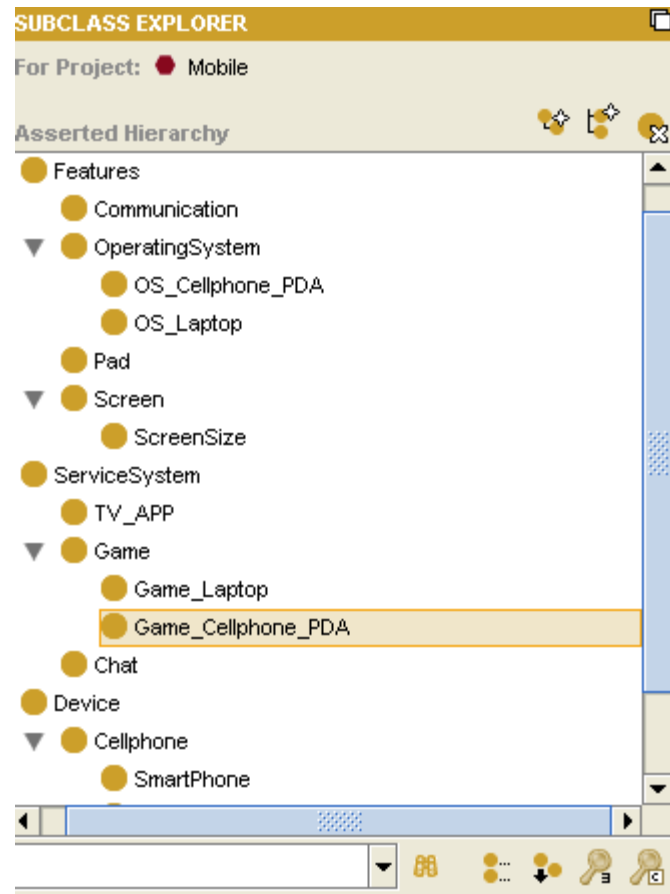 SUBCLASS EXPLORER
For Project: Mobile
Asserted Hierarchy
Features
Communication
OperatingSystem
OS_Cellphone_PDA
OS_Laptop
Pad
Screen
ScreenSize
ServiceSystem
TV_APP
Game
Game_Laptop
Game_Cellphone_PDA
Chat
Device
Cellphone
SmartPhone